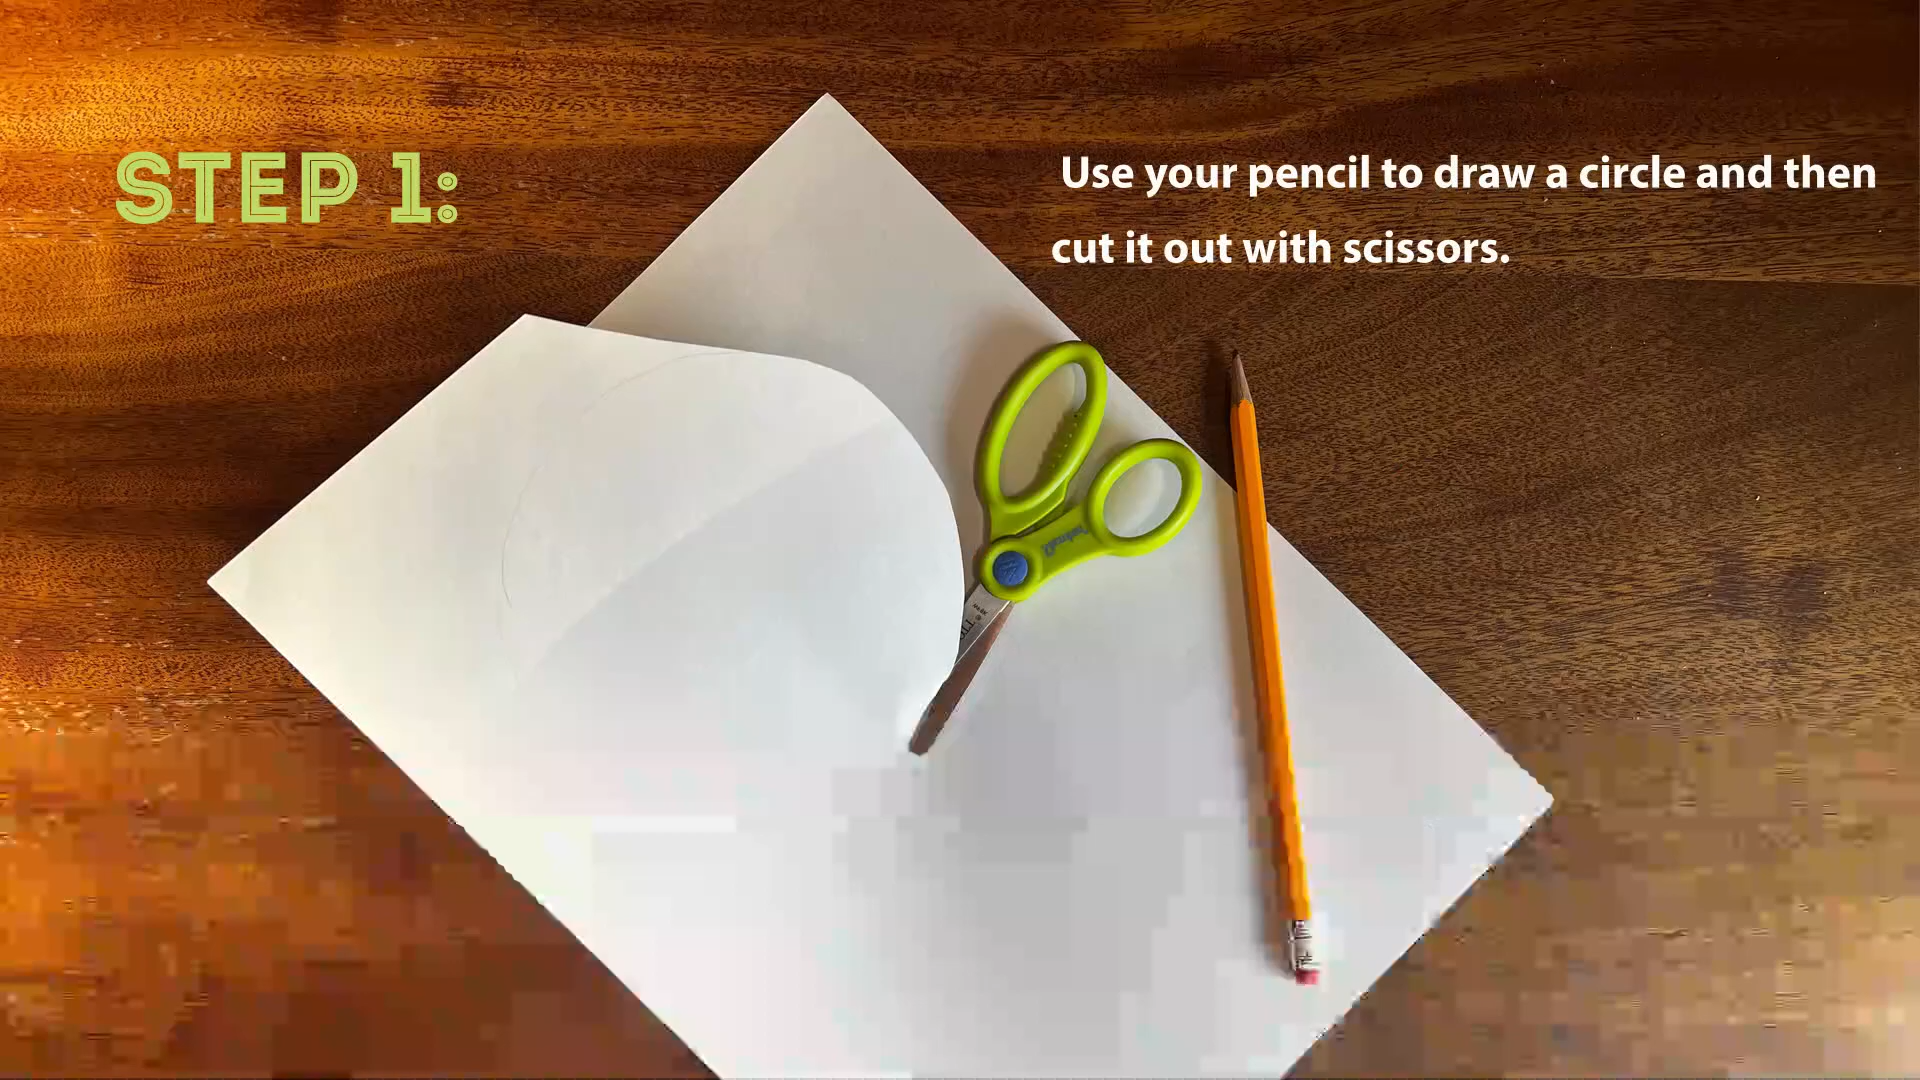 STEP 1:
Use your pencil to draw a circle and then
cut it out with scissors.